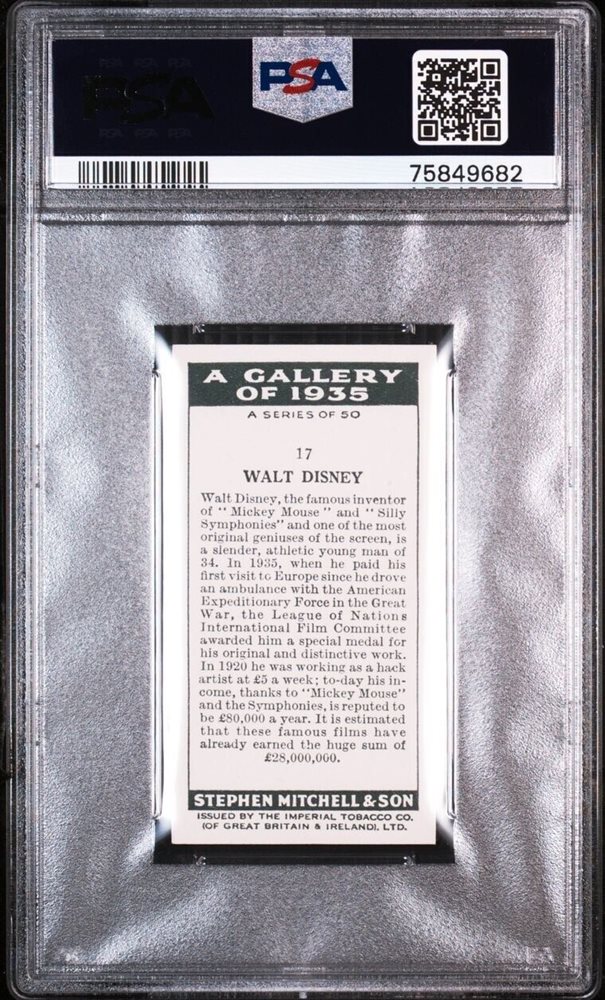 PSA
75849682
A GALLERY
OF 1935
A SERIES OF 50
17
WALT DISNEY
Walt Disney, the famous inventor
of "Mickey Mouse" and "Silly
Symphonies" and one of the most
original geniuses of the screen, is
a slender, athletic young man of
34. In 1935, when he paid his
first visit to Europe since he drove
an ambulance with the American
Expeditionary Force in the Great
War, the League of Nations
International Film Committee
awarded him a special medal for
his original and distinctive work.
In 1920 he was working as a hack
artist at £5 a week; to-day his in-
come, thanks to "Mickey Mouse"
and the Symphonies, is reputed to
be £80,000 a year. It is estimated
that these famous films have
already earned the huge sum of
£28,000,000.
STEPHEN MITCHELL & SON
ISSUED BY THE IMPERIAL TOBACCO CO.
(OF GREAT BRITAIN & IRELAND), LTD.